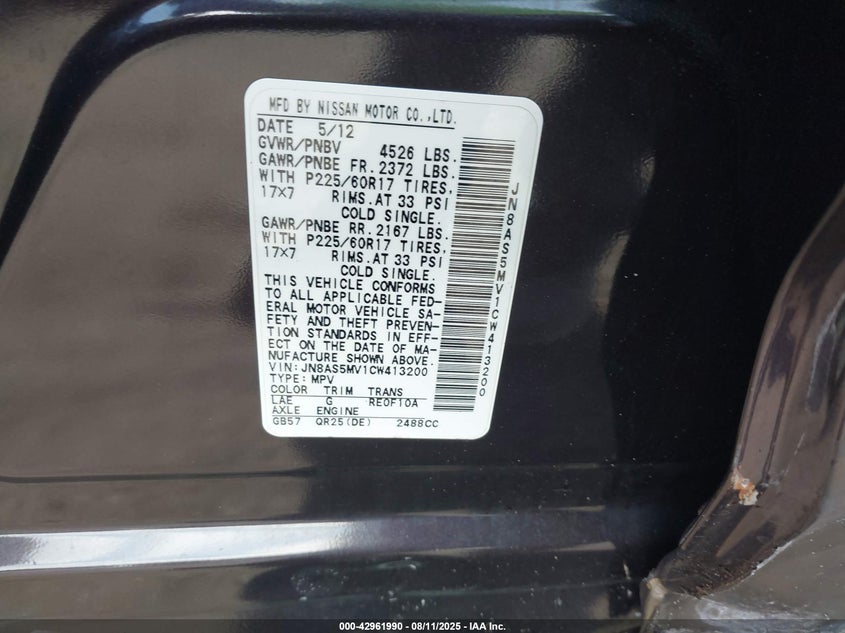 MFD BY NISSAN MOTOR CO.,LTD.
DATE 5/12
GVWR/PNBV 4526 LBS.
GAWR/PNBE FR. 2372 LBS.
WITH P225/60R17 TIRES,
17×7 RIMS.AT 33 PSI
COLD SINGLE.
GAWR/PNBE RR. 2167 LBS.
WITH P225/60R17 TIRES,
17×7 RIMS.AT 33 PSI
COLD SINGLE.
THIS VEHICLE CONFORMS
TO ALL APPLICABLE FED-
ERAL MOTOR VEHICLE SA-
FETY AND THEFT PREVEN-
TION STANDARDS IN EFF-
ECT ON THE DATE OF MA-
NUFACTURE SHOWN ABOVE.
VIN: JN8AS5MV1CW413200
TYPE: MPV
COLOR TRIM TRANS
LAE G RE0F10A
AXLE ENGINE
GB57 QR25(DE) 2488CC
JN8AS5MV1CW413200
000-42961990 - 08/11/2025 - IAA Inc.